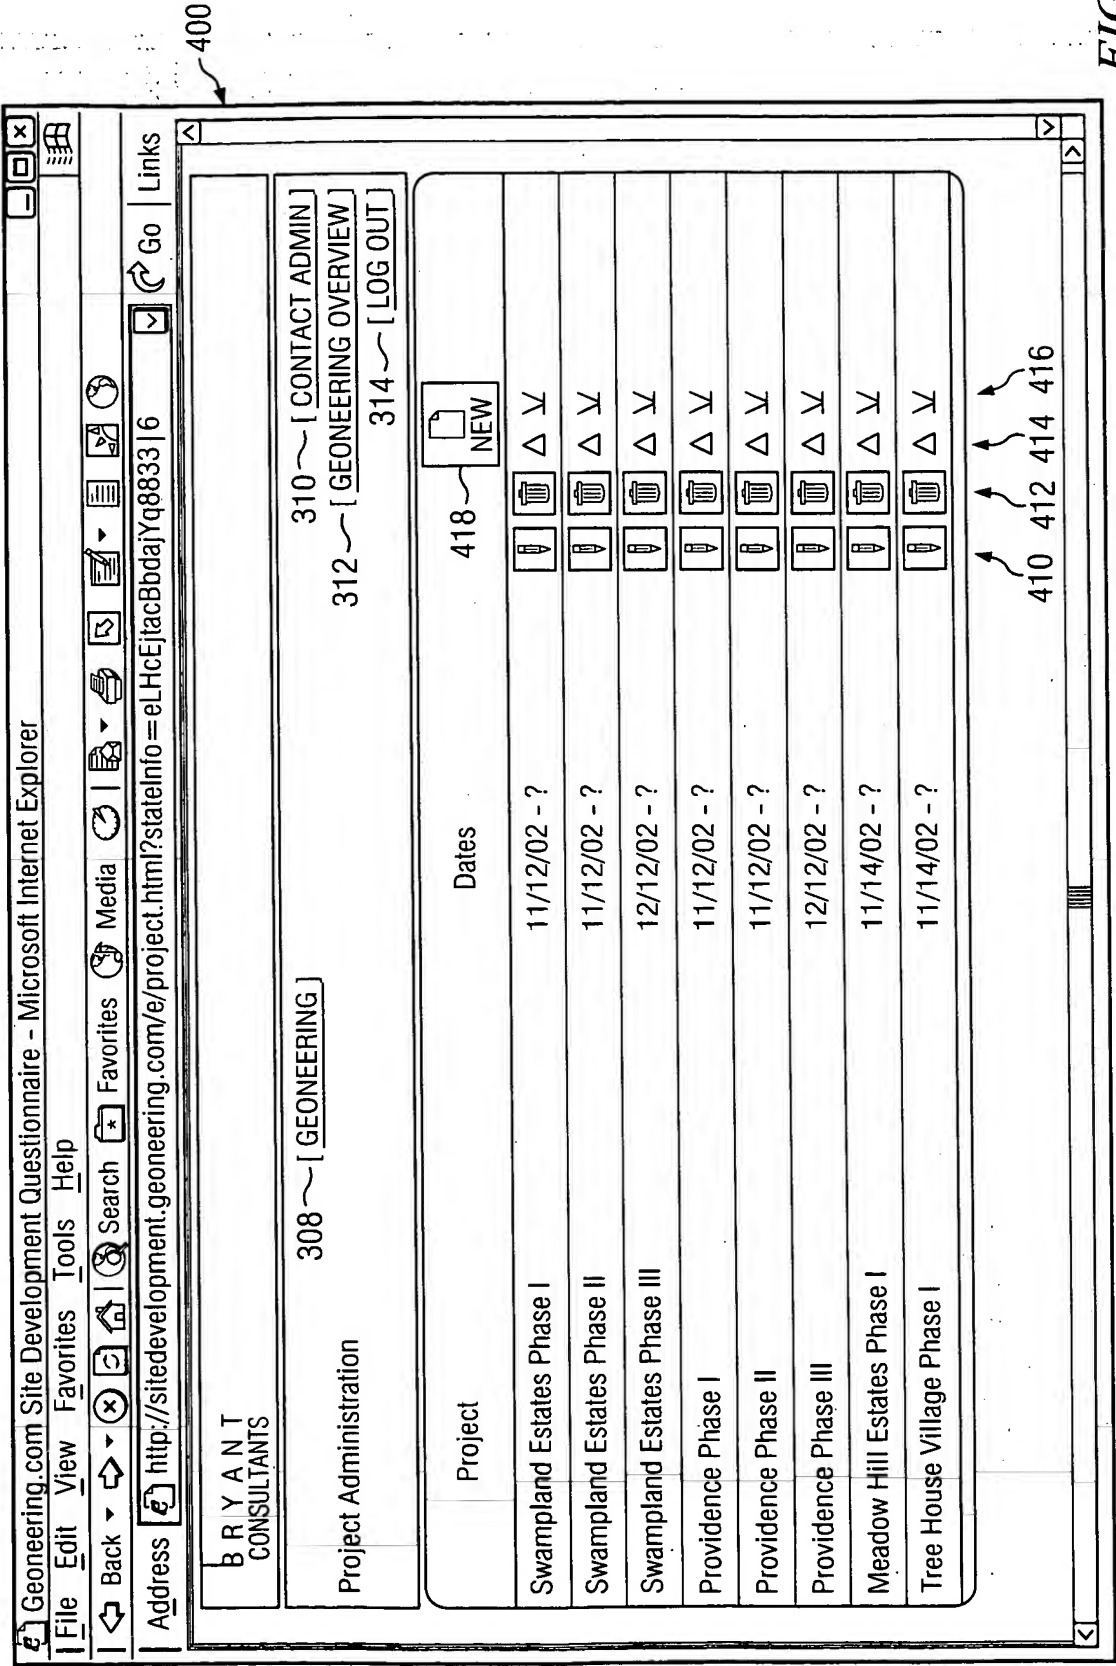 Geoneering.com Site Development Questionnaire - Microsoft Internet Explorer
File Edit View Favorites Tools Help
Back Search Favorites Media
Address http://sitedevelopment.geoneering.com/e/project.html?stateInfo=eLHcEjtacBbdajYq8833|6 Go Links
400
BRYANT
CONSULTANTS
Project Administration
308 [GEONEERING]
310 [CONTACT ADMIN]
312 [GEONEERING OVERVIEW]
314 [LOG OUT]
Project Dates 418 NEW
Swampland Estates Phase I 11/12/02 - ?
Swampland Estates Phase II 11/12/02 - ?
Swampland Estates Phase III 12/12/02 - ?
Providence Phase I 11/12/02 - ?
Providence Phase II 11/12/02 - ?
Providence Phase III 12/12/02 - ?
Meadow Hill Estates Phase I 11/14/02 - ?
Tree House Village Phase I 11/14/02 - ?
410 412 414 416